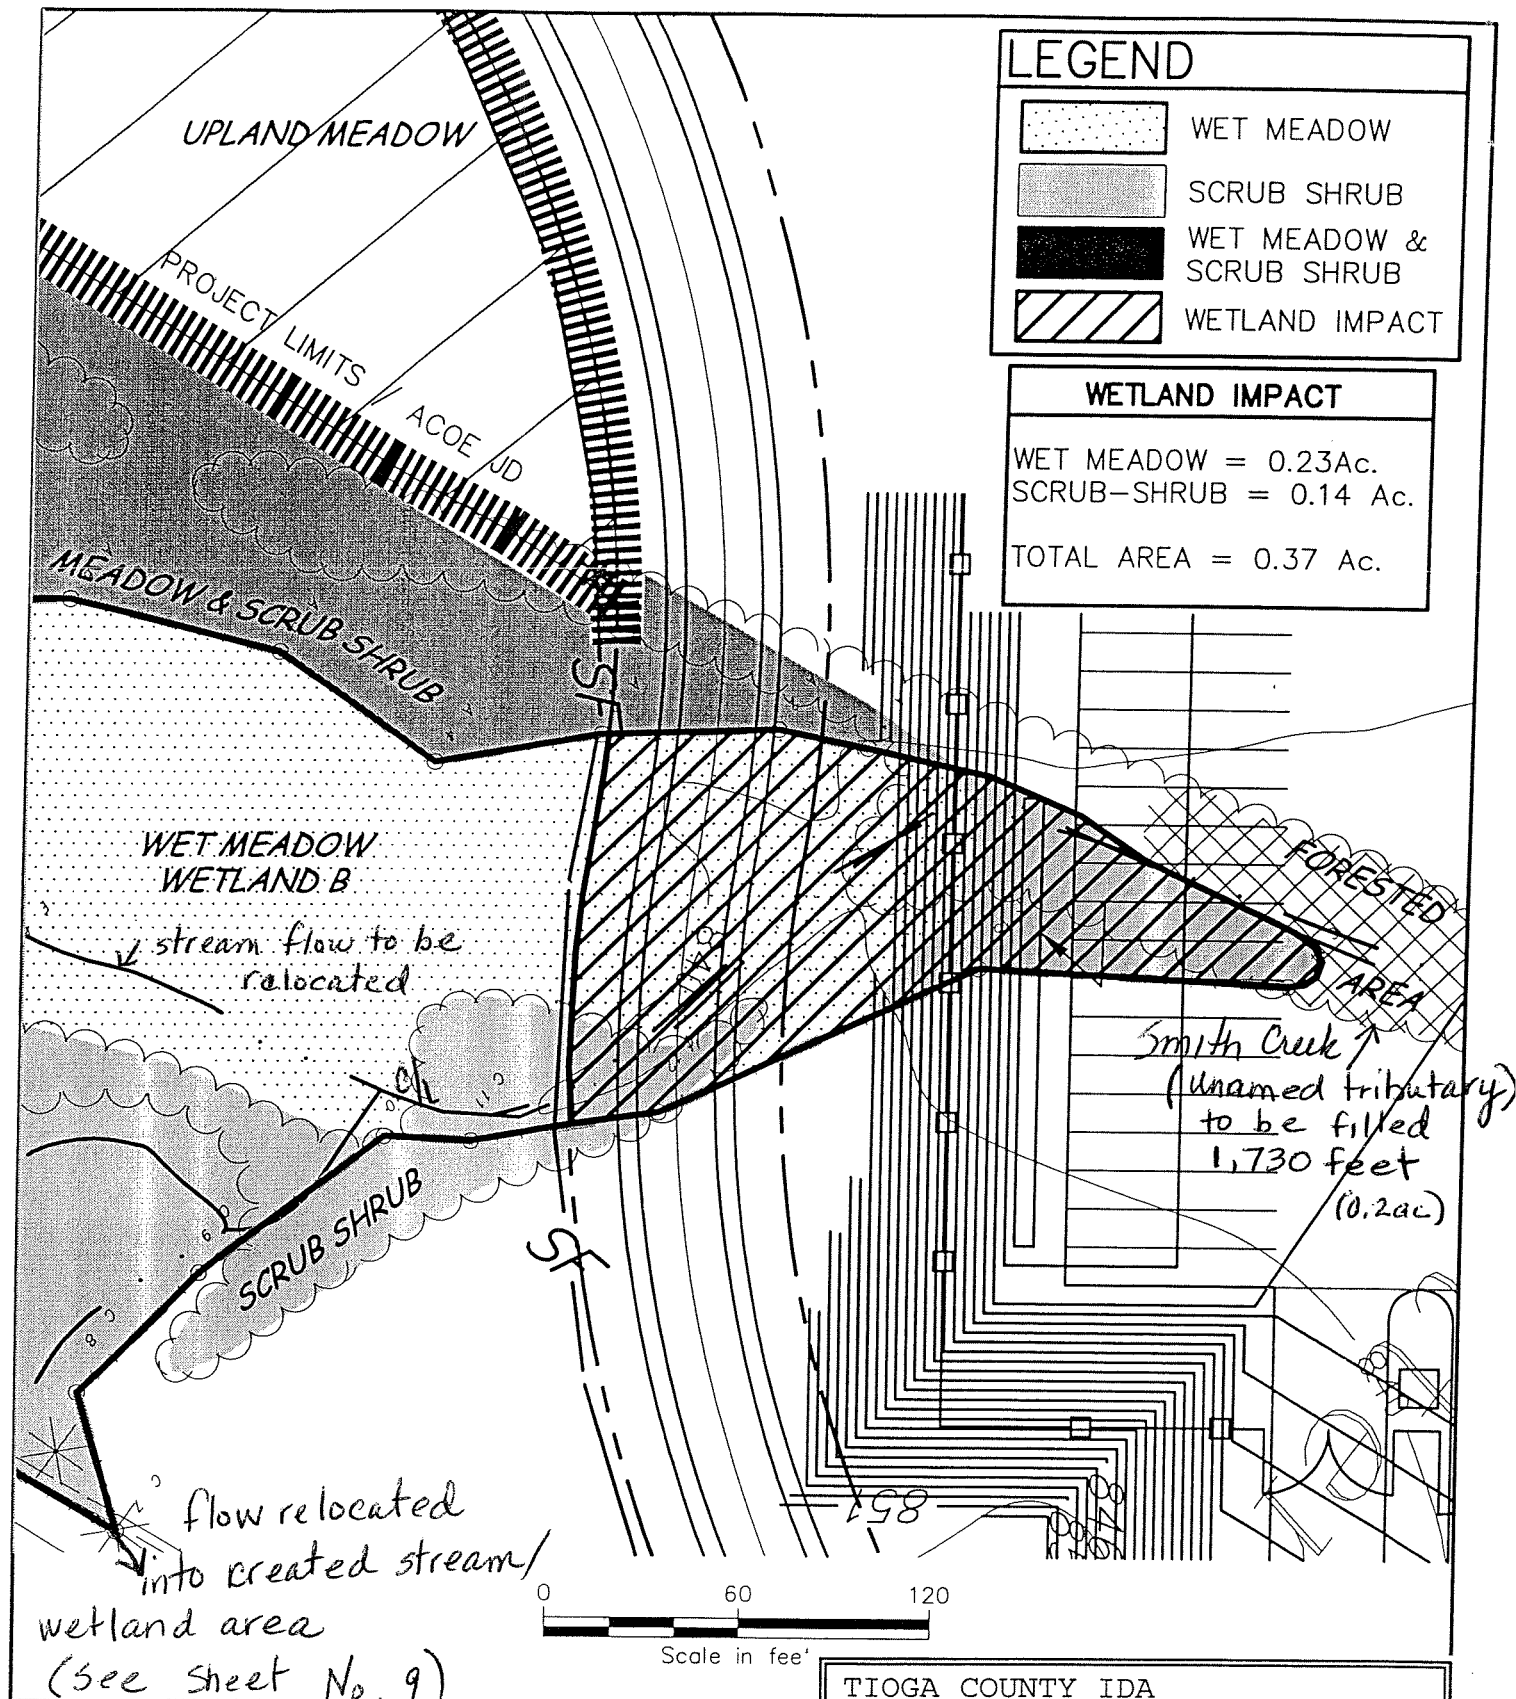 LEGEND
WET MEADOW
SCRUB SHRUB
WET MEADOW &
SCRUB SHRUB
WETLAND IMPACT
WETLAND IMPACT
WET MEADOW = 0.23Ac.
SCRUB-SHRUB = 0.14 Ac.
TOTAL AREA = 0.37 Ac.
UPLAND MEADOW
PROJECT LIMITS / ACOE JD
MEADOW & SCRUB SHRUB
SF
WET MEADOW
WETLAND B
stream flow to be
relocated
FORESTED
AREA
Smith Creek
(unamed tributary)
to be filled
1,730 feet
(0.2ac)
SCRUB SHRUB
SF
851
flow relocated
into created stream/
wetland area
(see sheet No. 9)
0 60 120
Scale in fee'
TIOGA COUNTY IDA